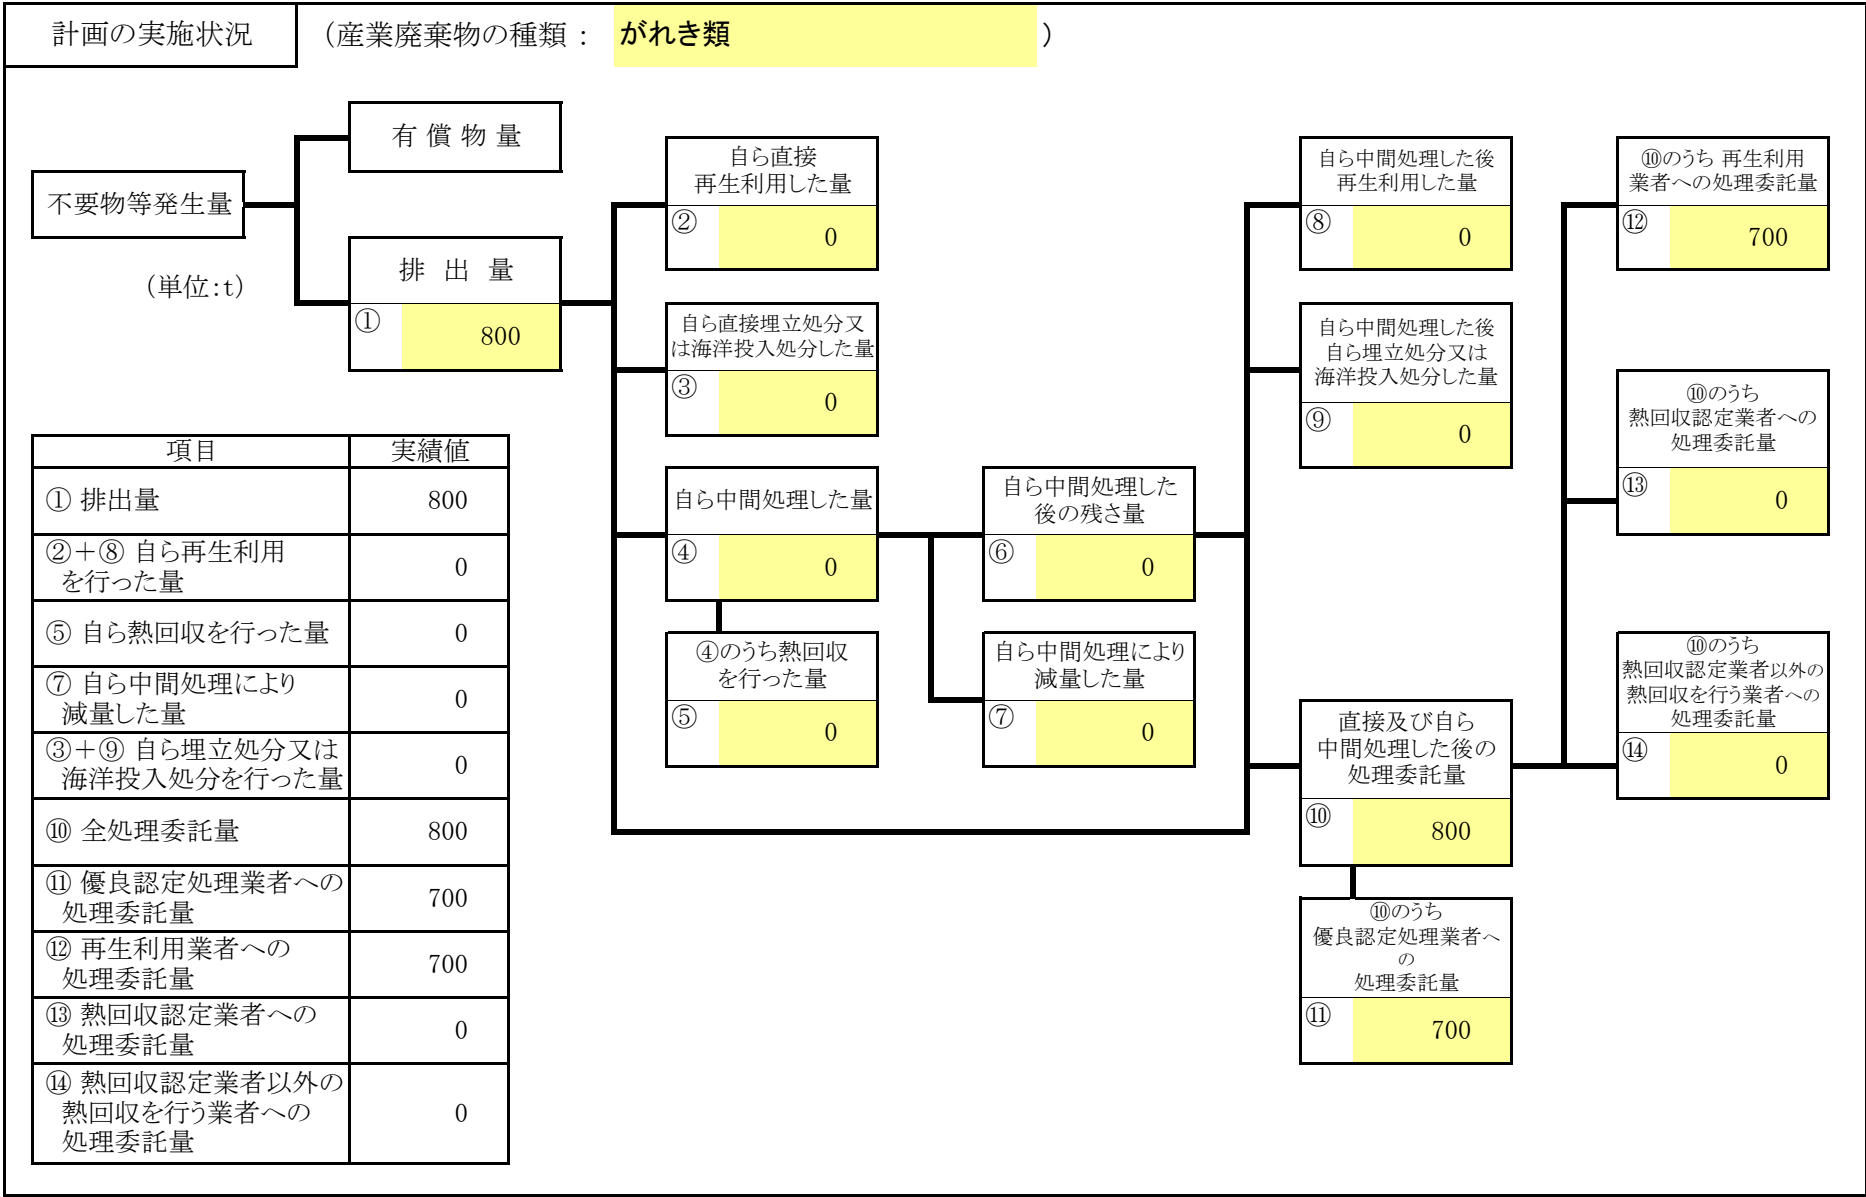 計画の実施状況
（産業廃棄物の種類： がれき類 ）
有 償 物 量
不要物等発生量
（単位:t）
排 出 量
① 800
自ら直接
再生利用した量
② 0
自ら直接埋立処分又
は海洋投入処分した量
③ 0
自ら中間処理した量
④ 0
④のうち熱回収
を行った量
⑤ 0
自ら中間処理した
後の残さ量
⑥ 0
自ら中間処理により
減量した量
⑦ 0
自ら中間処理した後
再生利用した量
⑧ 0
自ら中間処理した後
自ら埋立処分又は
海洋投入処分した量
⑨ 0
直接及び自ら
中間処理した後の
処理委託量
⑩ 800
⑩のうち
優良認定処理業者へ
の
処理委託量
⑪ 700
⑩のうち 再生利用
業者への処理委託量
⑫ 700
⑩のうち
熱回収認定業者への
処理委託量
⑬ 0
⑩のうち
熱回収認定業者以外の
熱回収を行う業者への
処理委託量
⑭ 0
項目 実績値
① 排出量 800
②＋⑧ 自ら再生利用
を行った量 0
⑤ 自ら熱回収を行った量 0
⑦ 自ら中間処理により
減量した量 0
③＋⑨ 自ら埋立処分又は
海洋投入処分を行った量 0
⑩ 全処理委託量 800
⑪ 優良認定処理業者への
処理委託量 700
⑫ 再生利用業者への
処理委託量 700
⑬ 熱回収認定業者への
処理委託量 0
⑭ 熱回収認定業者以外の
熱回収を行う業者への
処理委託量 0